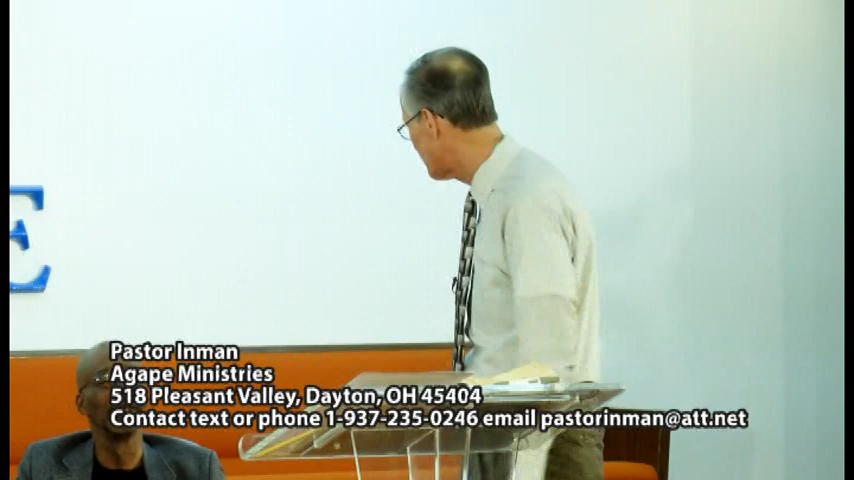 E
Pastor Inman
Agape Ministries
518 Pleasant Valley, Dayton, OH 45404
Contact text or phone 1-937-235-0246 email pastorinman@att.net